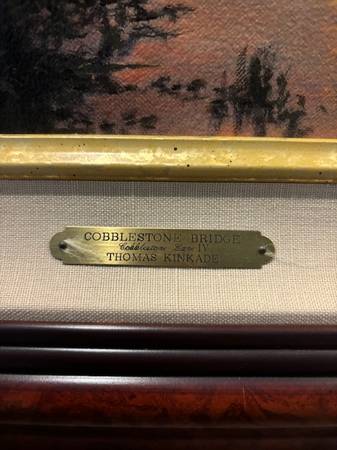 COBBLESTONE BRIDGE
Cobblestone Lane IV
THOMAS KINKADE